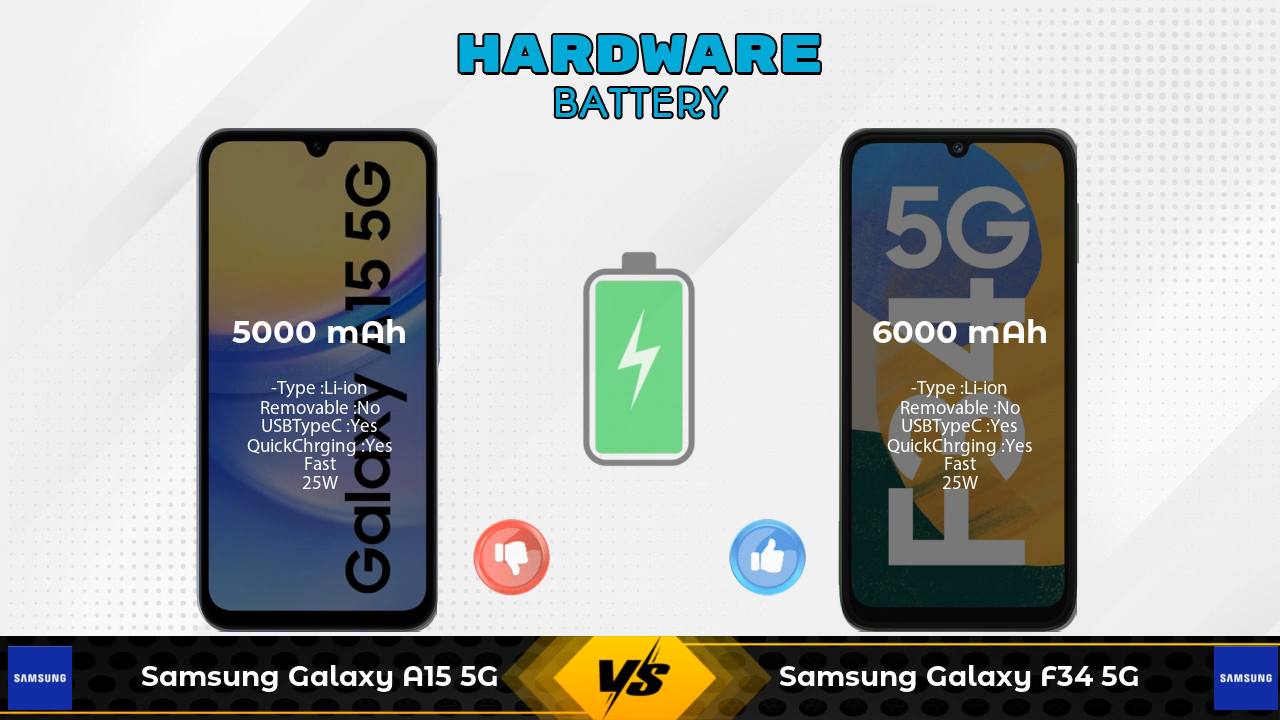 HARDWARE
BATTERY
Galaxy A15 5G
5000 mAh
-Type :Li-ion
Removable :No
USBTypeC :Yes
QuickChrging :Yes
Fast
25W
5G
F34
6000 mAh
-Type :Li-ion
Removable :No
USBTypeC :Yes
QuickChrging :Yes
Fast
25W
SAMSUNG
Samsung Galaxy A15 5G
VS
Samsung Galaxy F34 5G
SAMSUNG